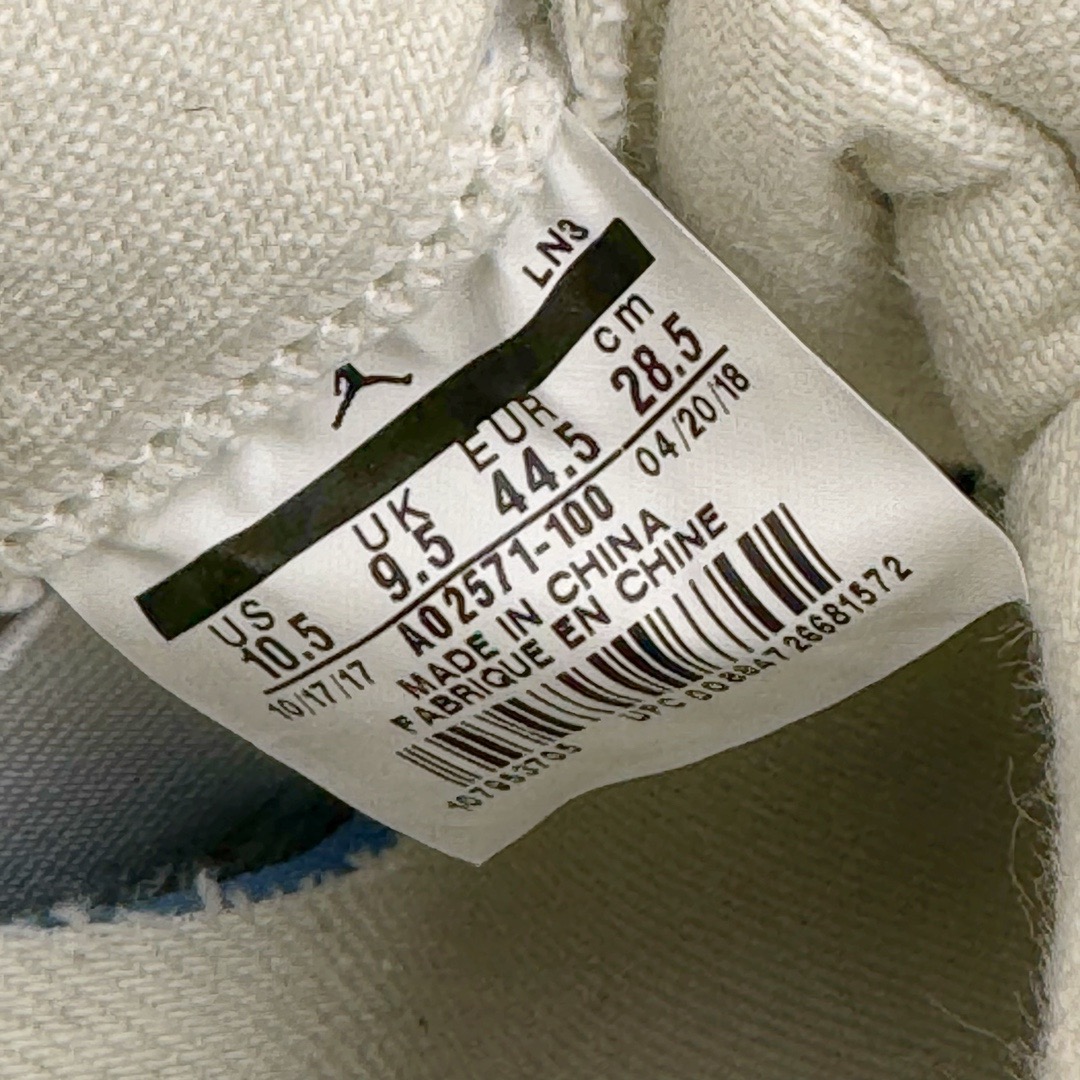 LN3
US UK EUR cm
10.5 9.5 44.5 28.5
10/17/17 AO2571-100 04/20/18
MADE IN CHINA
FABRIQUE EN CHINE
UPC